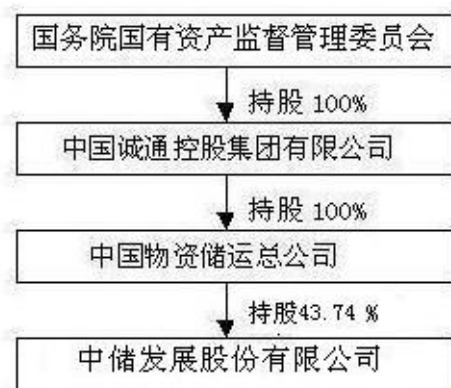 国务院国有资产监督管理委员会
持股 100%
中国诚通控股集团有限公司
持股 100%
中国物资储运总公司
持股43.74 %
中储发展股份有限公司